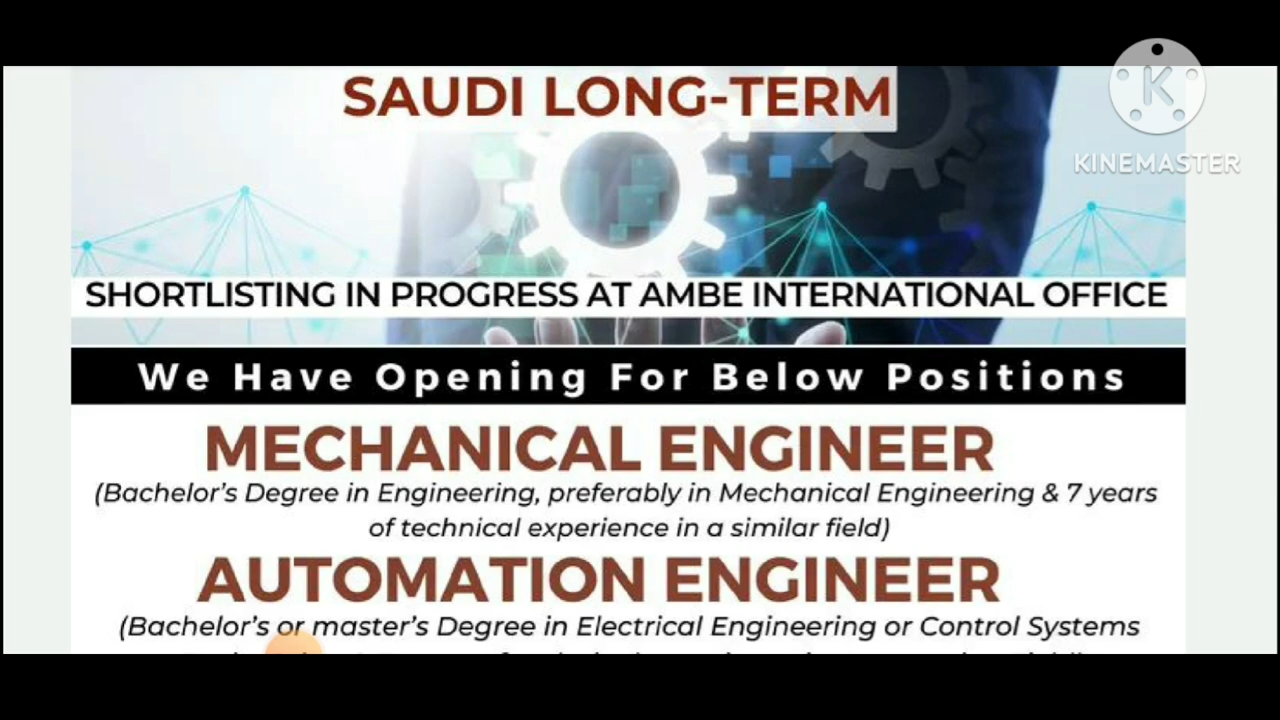 SAUDI LONG-TERM
K
KINEMASTER
SHORTLISTING IN PROGRESS AT AMBE INTERNATIONAL OFFICE
We Have Opening For Below Positions
MECHANICAL ENGINEER
(Bachelor's Degree in Engineering, preferably in Mechanical Engineering & 7 years
of technical experience in a similar field)
AUTOMATION ENGINEER
(Bachelor's or master's Degree in Electrical Engineering or Control Systems